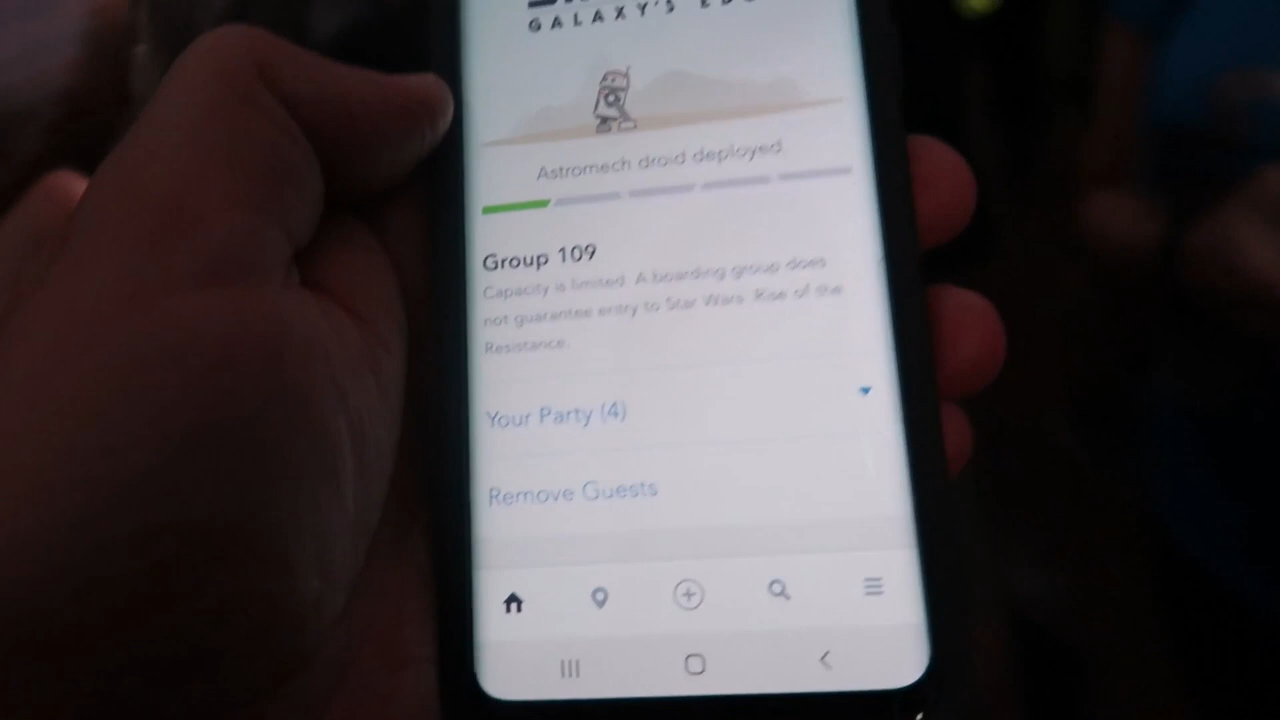 GALAXY'S
Astromech droid deployed
Group 109
Capacity is limited. A boarding group does
not guarantee entry to Star Wars: Rise of the
Resistance.
Your Party (4)
Remove Guests